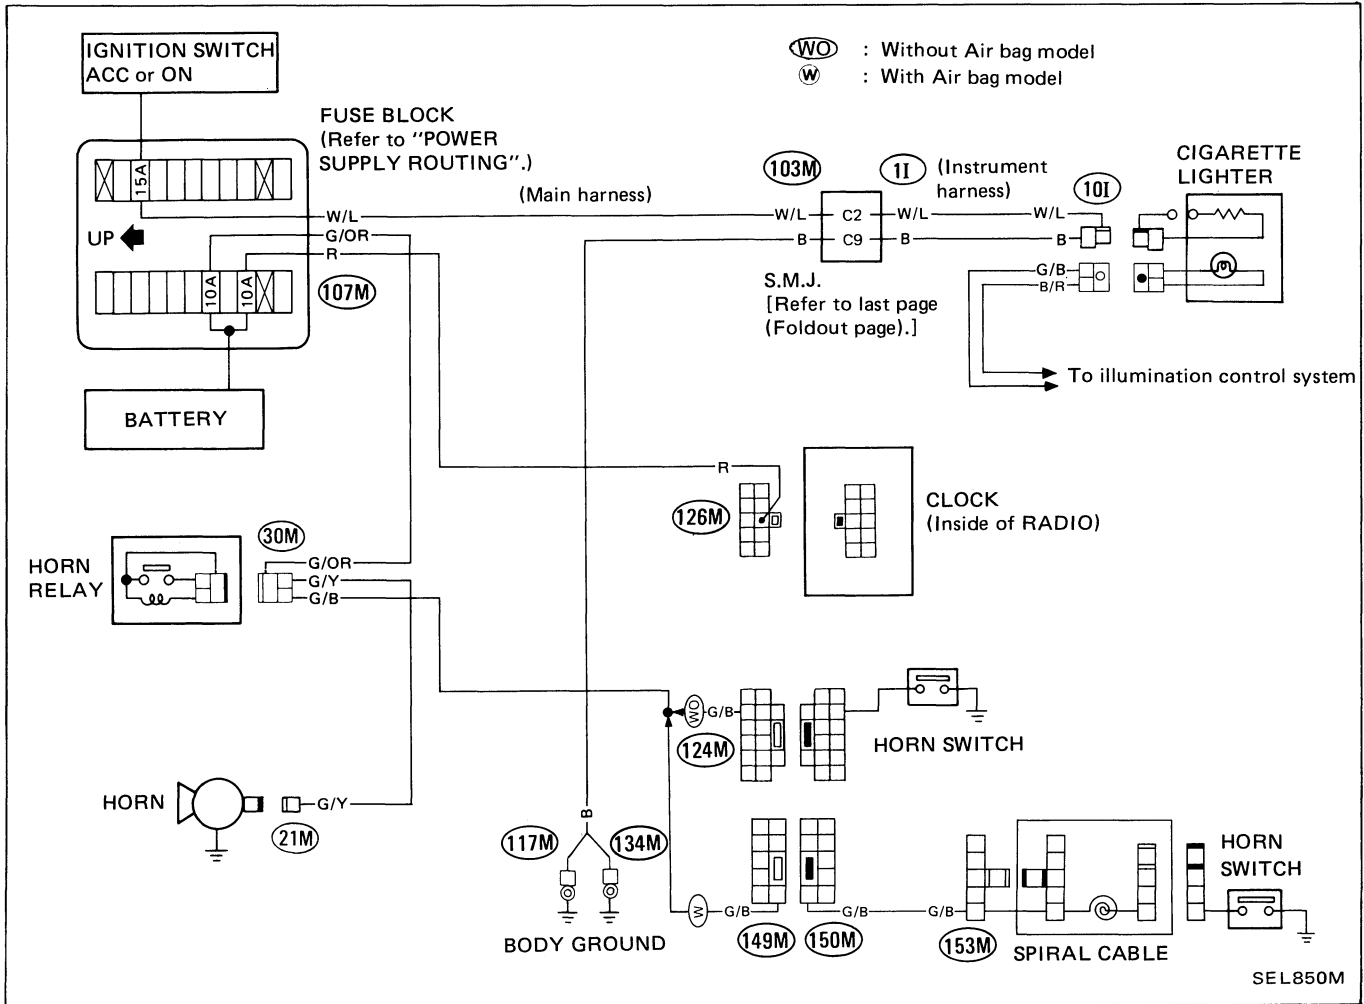 IGNITION SWITCH
ACC or ON
WO : Without Air bag model
W : With Air bag model
FUSE BLOCK
(Refer to "POWER
SUPPLY ROUTING".)
15A
(Main harness)
103M
1I
(Instrument
harness)
10I
CIGARETTE
LIGHTER
W/L
W/L
C2
W/L
W/L
UP
G/OR
B
C9
B
B
R
10A
10A
107M
S.M.J.
[Refer to last page
(Foldout page).]
G/B
B/R
To illumination control system
BATTERY
R
126M
CLOCK
(Inside of RADIO)
HORN
RELAY
30M
G/OR
G/Y
G/B
WO
G/B
124M
HORN SWITCH
HORN
G/Y
21M
B
117M
134M
BODY GROUND
W
G/B
149M
150M
G/B
G/B
153M
SPIRAL CABLE
HORN
SWITCH
SEL850M